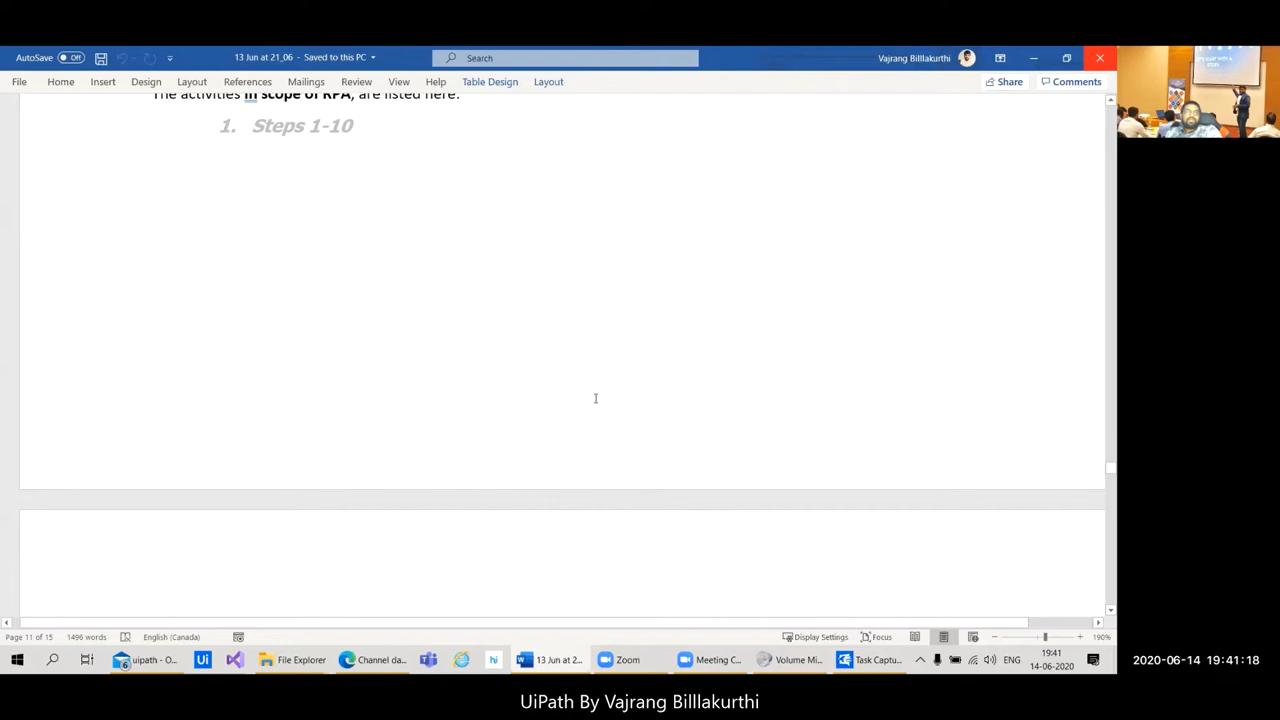 AutoSave Off
13 Jun at 21_06 - Saved to this PC
Search
Vajrang Billlakurthi
File Home Insert Design Layout References Mailings Review View Help Table Design Layout
Share Comments
The activities in scope of RPA, are listed here:
1. Steps 1-10
Page 11 of 15 1496 words English (Canada)
Display Settings Focus 190%
uipath - O...
Ui
File Explorer
Channel da...
hi
13 Jun at 2...
Zoom
Meeting C...
Volume Mi...
Task Captu...
ENG
19:41
14-06-2020
2020-06-14 19:41:18
UiPath By Vajrang Billlakurthi